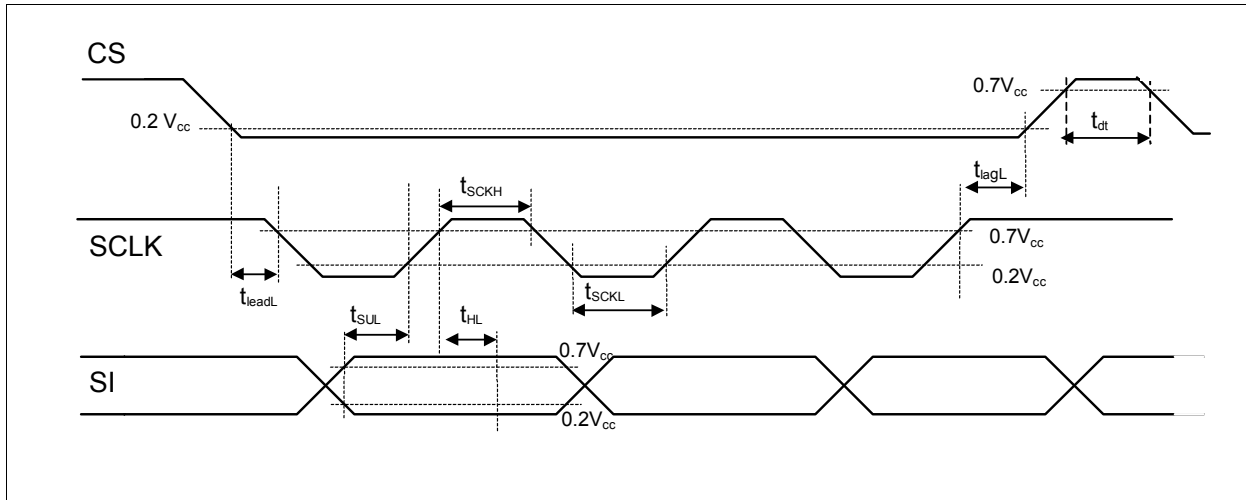 CS
0.7Vcc
0.2 Vcc
tdt
tlagL
tSCKH
SCLK
0.7Vcc
0.2Vcc
tleadL
tSCKL
tSUL
tHL
0.7Vcc
SI
0.2Vcc